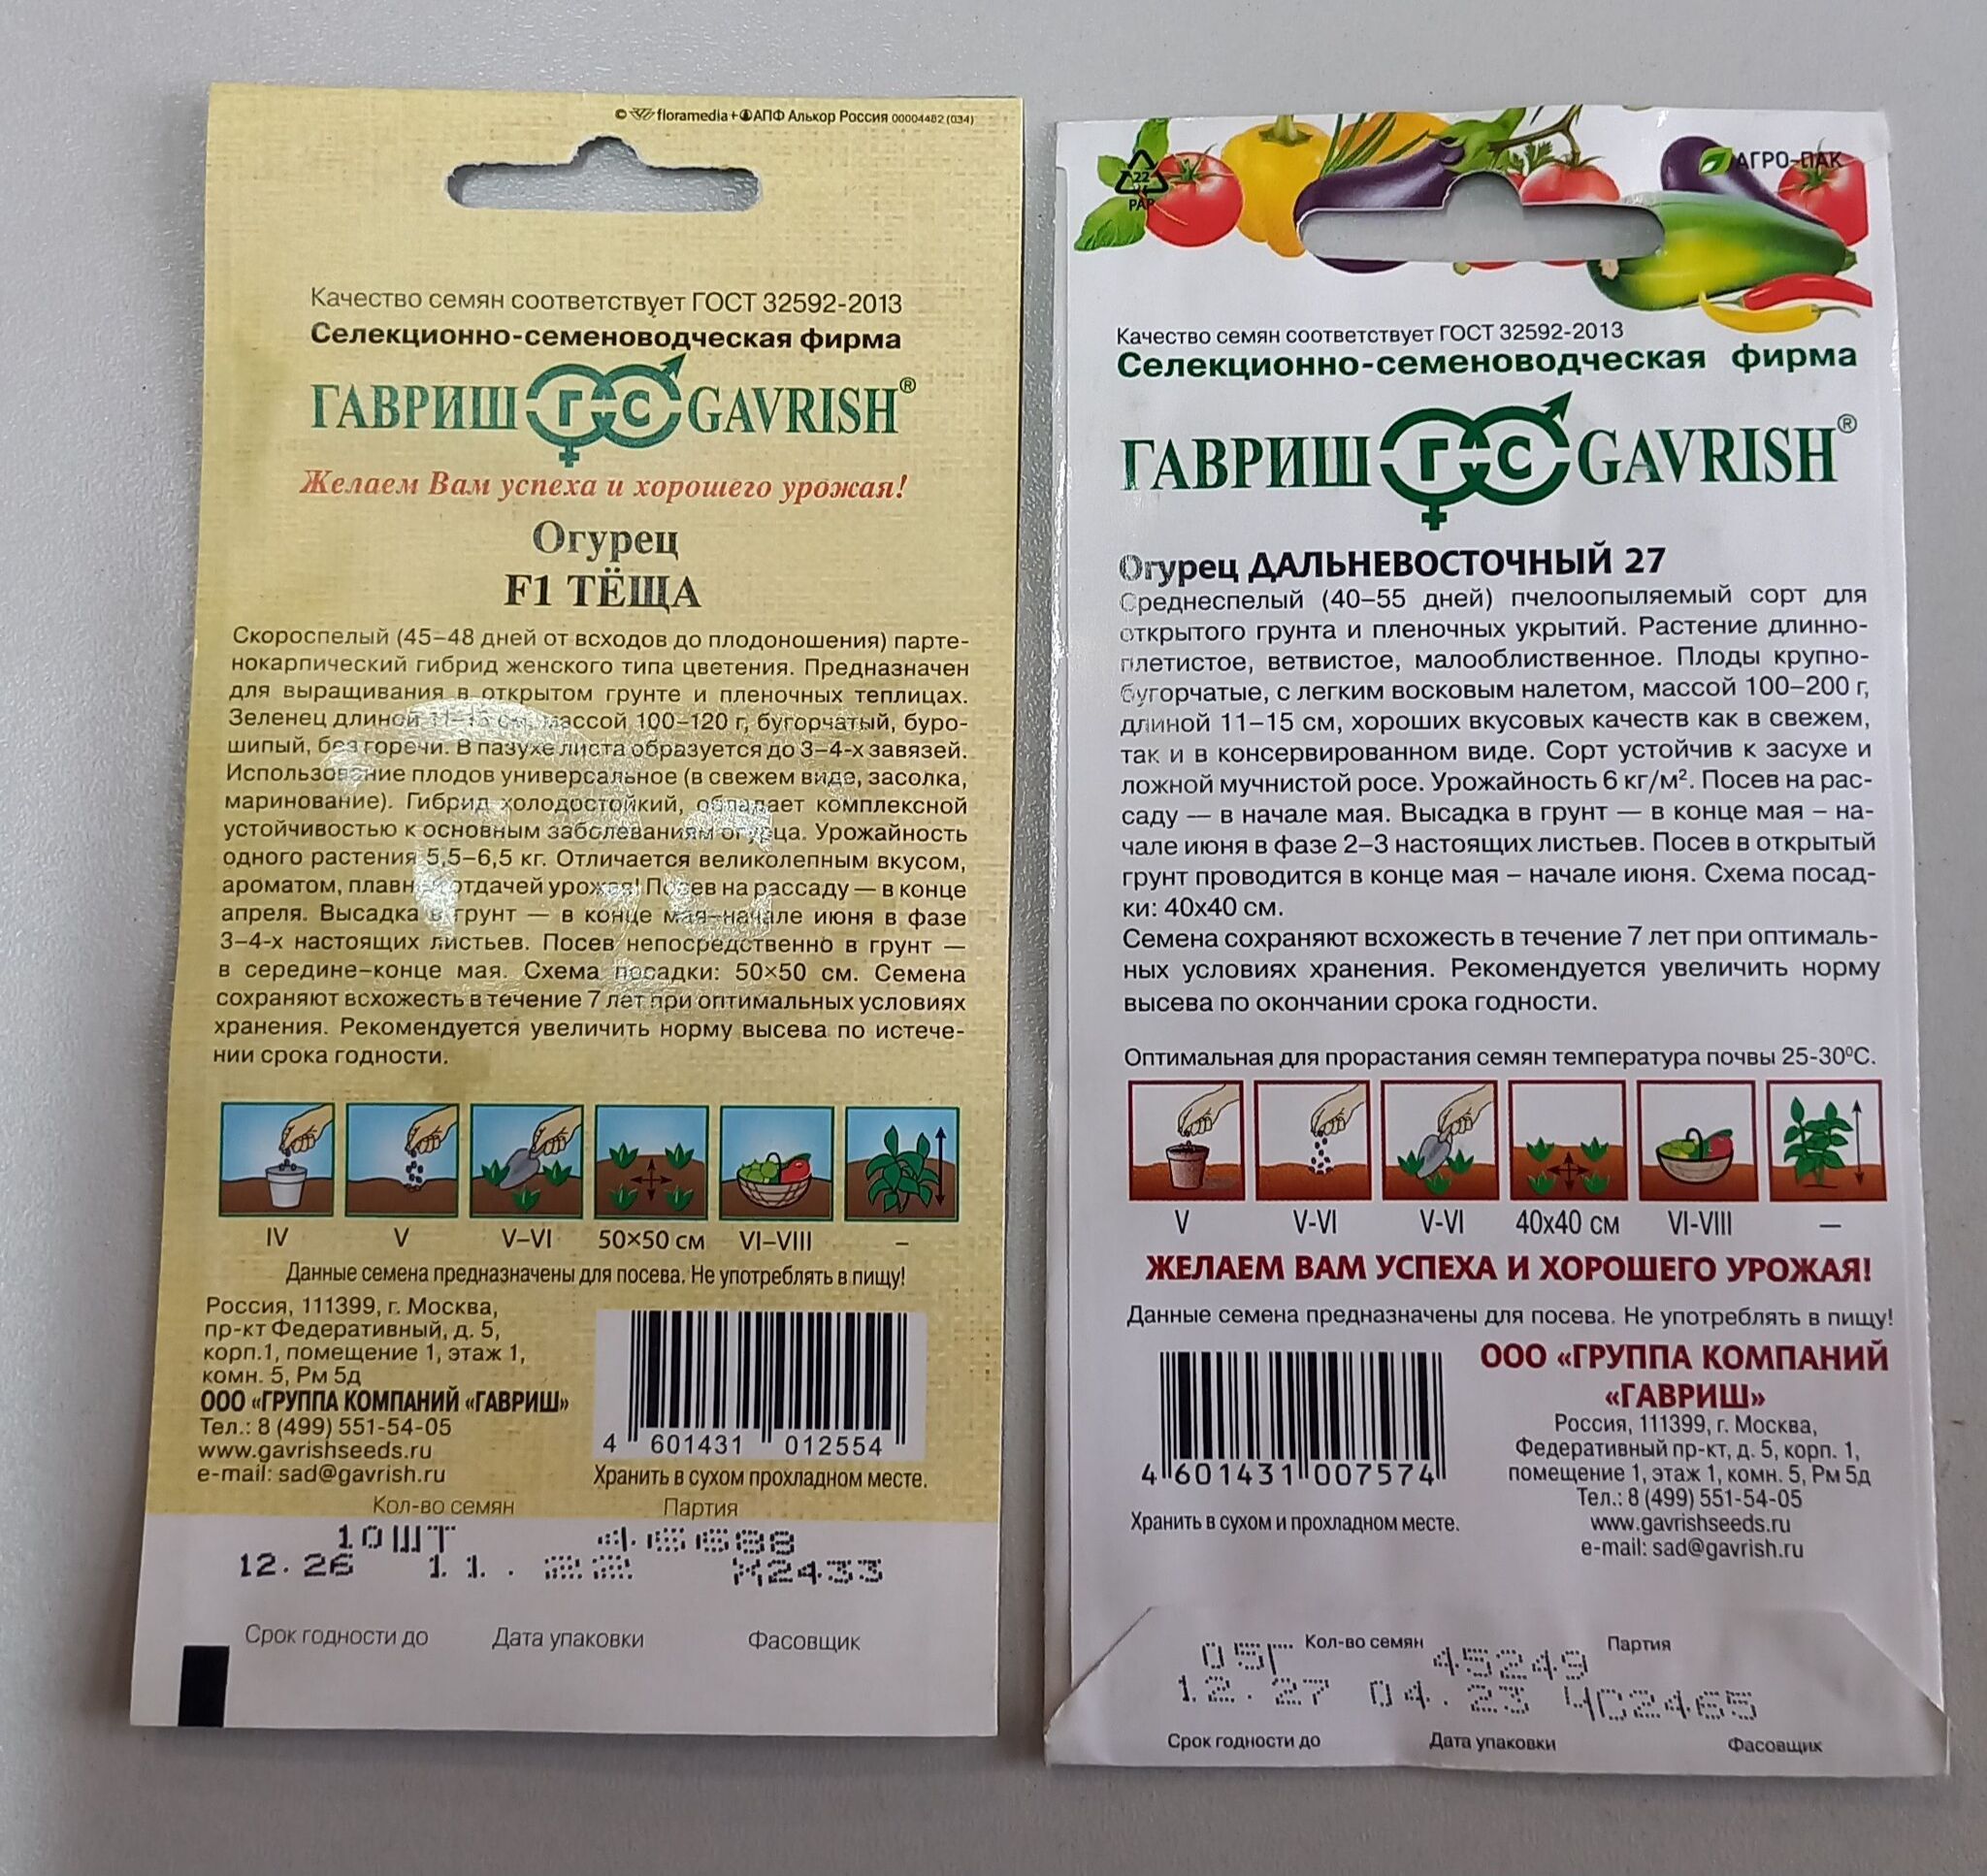 © floramedia+АПФ Алькор Россия 00004482 (034)
Качество семян соответствует ГОСТ 32592-2013
Селекционно-семеноводческая фирма
ГАВРИШ ГС GAVRISH®
Желаем Вам успеха и хорошего урожая!
Огурец
F1 ТЁЩА
Скороспелый (45–48 дней от всходов до плодоношения) парте-
нокарпический гибрид женского типа цветения. Предназначен
для выращивания в открытом грунте и пленочных теплицах.
Зеленец длиной 11–13 см, массой 100–120 г, бугорчатый, буро-
шипый, без горечи. В пазухе листа образуется до 3–4-х завязей.
Использование плодов универсальное (в свежем виде, засолка,
маринование). Гибрид холодостойкий, обладает комплексной
устойчивостью к основным заболеваниям огурца. Урожайность
одного растения 5,5–6,5 кг. Отличается великолепным вкусом,
ароматом, плавной отдачей урожая! Посев на рассаду — в конце
апреля. Высадка в грунт — в конце мая–начале июня в фазе
3–4-х настоящих листьев. Посев непосредственно в грунт —
в середине–конце мая. Схема посадки: 50×50 см. Семена
сохраняют всхожесть в течение 7 лет при оптимальных условиях
хранения. Рекомендуется увеличить норму высева по истече-
нии срока годности.
IV V V–VI 50×50 см VI–VIII –
Данные семена предназначены для посева. Не употреблять в пищу!
Россия, 111399, г. Москва,
пр-кт Федеративный, д. 5,
корп.1, помещение 1, этаж 1,
комн. 5, Рм 5д
ООО «ГРУППА КОМПАНИЙ «ГАВРИШ»
Тел.: 8 (499) 551-54-05
www.gavrishseeds.ru
e-mail: sad@gavrish.ru
4 601431 012554
Хранить в сухом прохладном месте.
Кол-во семян Партия
10ШТ
12.26 11.22 Х2433
Срок годности до Дата упаковки Фасовщик
22
PAP
АГРО-ПАК
Качество семян соответствует ГОСТ 32592-2013
Селекционно-семеноводческая фирма
ГАВРИШ ГС GAVRISH®
Огурец ДАЛЬНЕВОСТОЧНЫЙ 27
Среднеспелый (40–55 дней) пчелоопыляемый сорт для
открытого грунта и пленочных укрытий. Растение длинно-
плетистое, ветвистое, малооблиственное. Плоды крупно-
бугорчатые, с легким восковым налетом, массой 100–200 г,
длиной 11–15 см, хороших вкусовых качеств как в свежем,
так и в консервированном виде. Сорт устойчив к засухе и
ложной мучнистой росе. Урожайность 6 кг/м². Посев на рас-
саду — в начале мая. Высадка в грунт — в конце мая – на-
чале июня в фазе 2–3 настоящих листьев. Посев в открытый
грунт проводится в конце мая – начале июня. Схема посад-
ки: 40х40 см.
Семена сохраняют всхожесть в течение 7 лет при оптималь-
ных условиях хранения. Рекомендуется увеличить норму
высева по окончании срока годности.
Оптимальная для прорастания семян температура почвы 25-30⁰С.
V V-VI V-VI 40х40 см VI-VIII —
ЖЕЛАЕМ ВАМ УСПЕХА И ХОРОШЕГО УРОЖАЯ!
Данные семена предназначены для посева. Не употреблять в пищу!
4 601431 007574
Хранить в сухом и прохладном месте.
ООО «ГРУППА КОМПАНИЙ
«ГАВРИШ»
Россия, 111399, г. Москва,
Федеративный пр-кт, д. 5, корп. 1,
помещение 1, этаж 1, комн. 5, Рм 5д
Тел.: 8 (499) 551-54-05
www.gavrishseeds.ru
e-mail: sad@gavrish.ru
Кол-во семян Партия
05Г 45249
12.27 04.23 ЧС2465
Срок годности до Дата упаковки Фасовщик